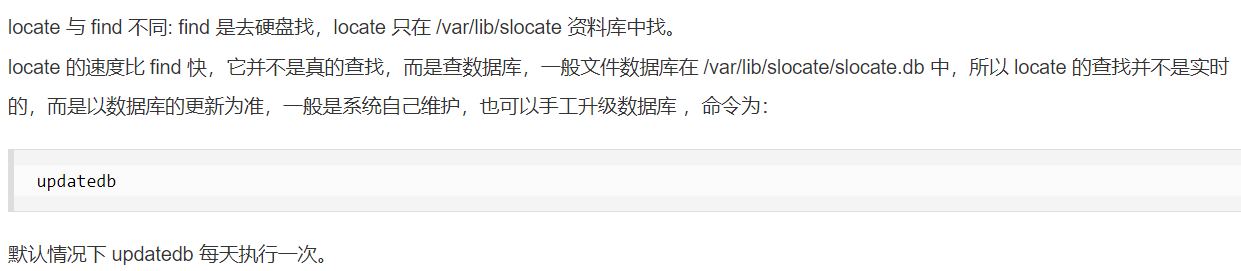 locate 与 find 不同: find 是去硬盘找，locate 只在 /var/lib/slocate 资料库中找。
locate 的速度比 find 快，它并不是真的查找，而是查数据库，一般文件数据库在 /var/lib/slocate/slocate.db 中，所以 locate 的查找并不是实时
的，而是以数据库的更新为准，一般是系统自己维护，也可以手工升级数据库 ，命令为：
updatedb
默认情况下 updatedb 每天执行一次。